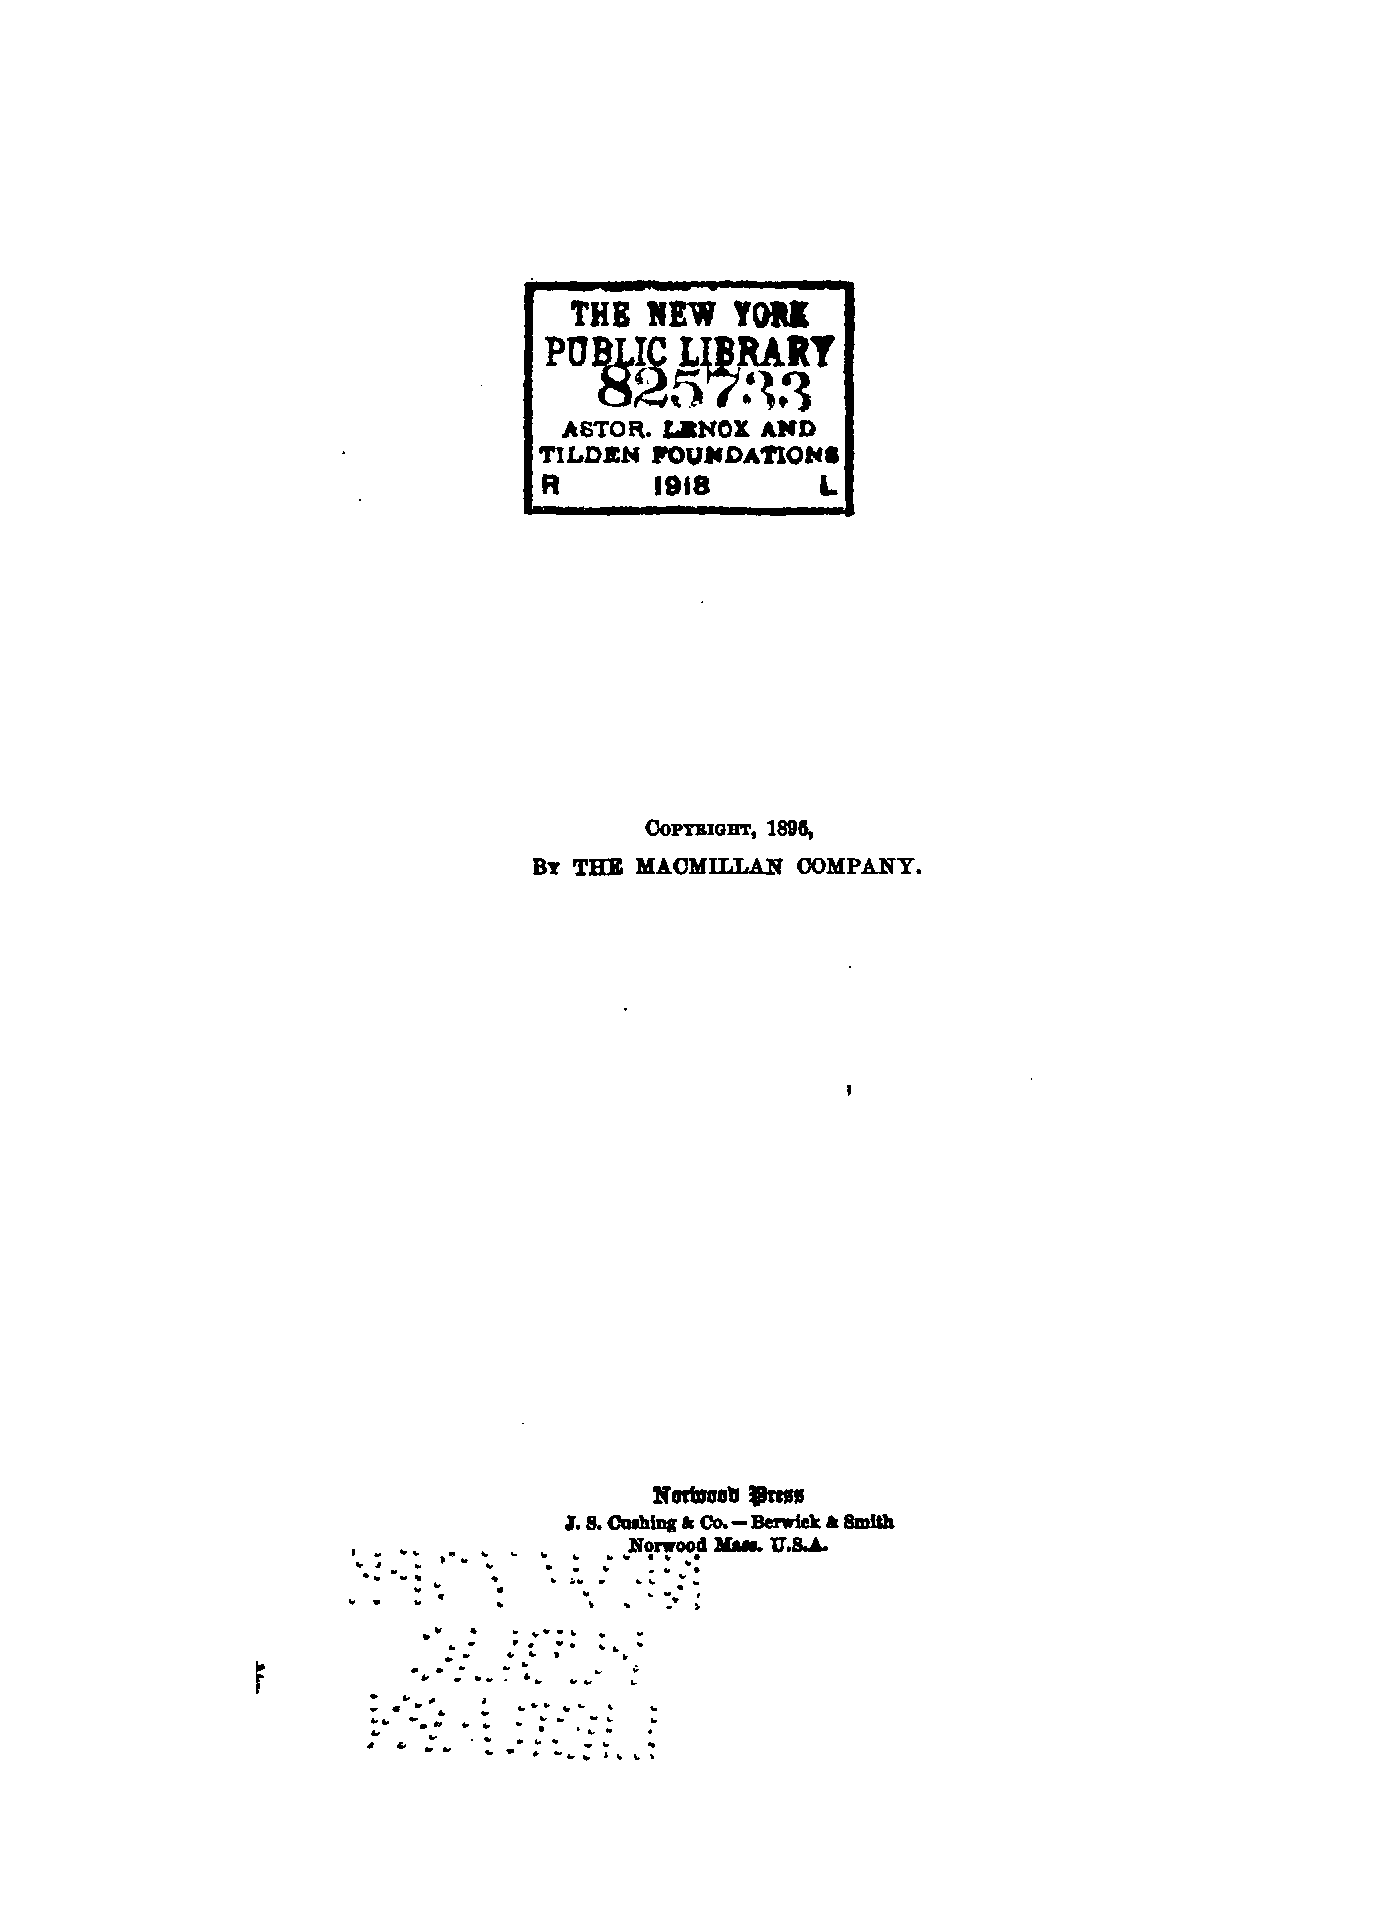 THE NEW YORK
PUBLIC LIBRARY
825733
ASTOR. LENOX AND
TILDEN FOUNDATIONS
R 1918 L
COPYRIGHT, 1896,
BY THE MACMILLAN COMPANY.
Norwood Press
J. S. Cushing & Co. — Berwick & Smith
Norwood Mass. U.S.A.